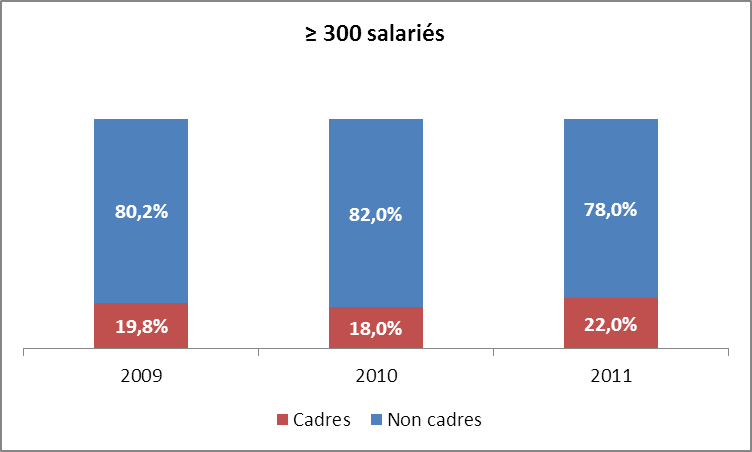 ≥ 300 salariés
80,2% 82,0% 78,0%
19,8% 18,0% 22,0%
2009 2010 2011
Cadres Non cadres